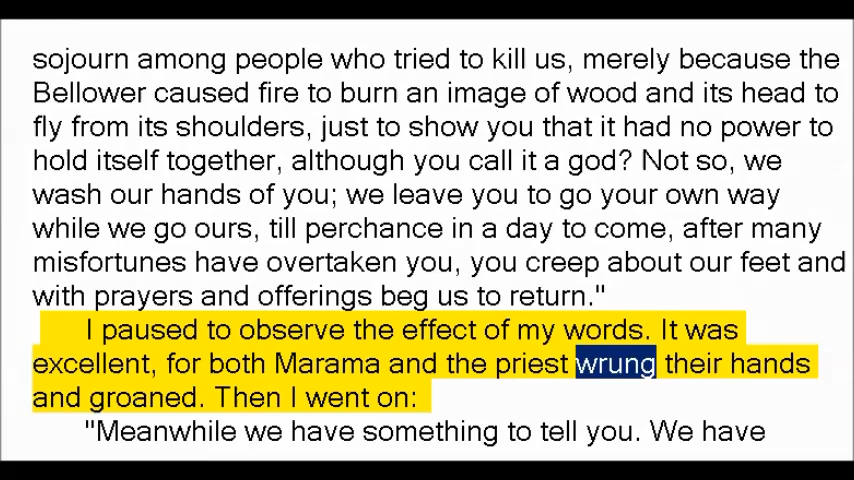 sojourn among people who tried to kill us, merely because the
Bellower caused fire to burn an image of wood and its head to
fly from its shoulders, just to show you that it had no power to
hold itself together, although you call it a god? Not so, we
wash our hands of you; we leave you to go your own way
while we go ours, till perchance in a day to come, after many
misfortunes have overtaken you, you creep about our feet and
with prayers and offerings beg us to return."
I paused to observe the effect of my words. It was
excellent, for both Marama and the priest wrung their hands
and groaned. Then I went on:
"Meanwhile we have something to tell you. We have